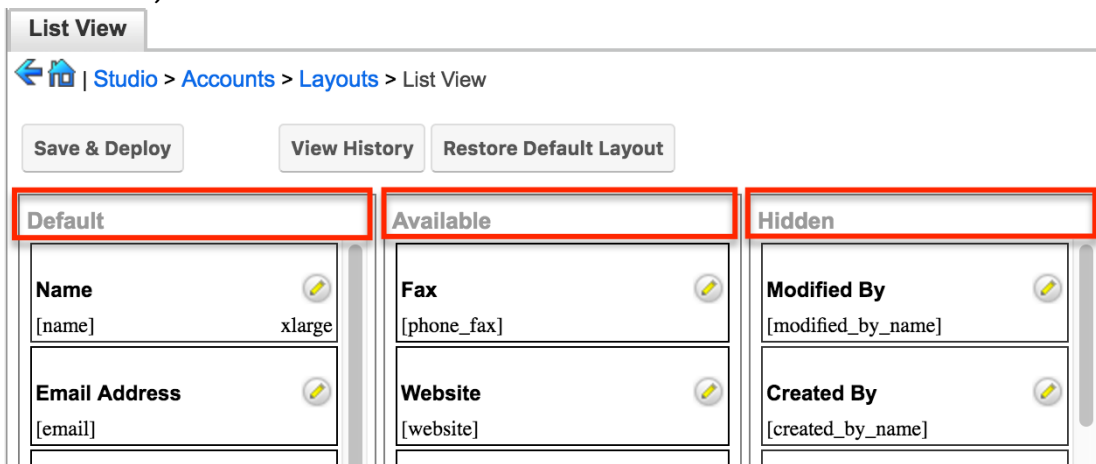 List View
| Studio > Accounts > Layouts > List View
Save & Deploy View History Restore Default Layout
Default Available Hidden
Name Fax Modified By
[name] xlarge [phone_fax] [modified_by_name]
Email Address Website Created By
[email] [website] [created_by_name]